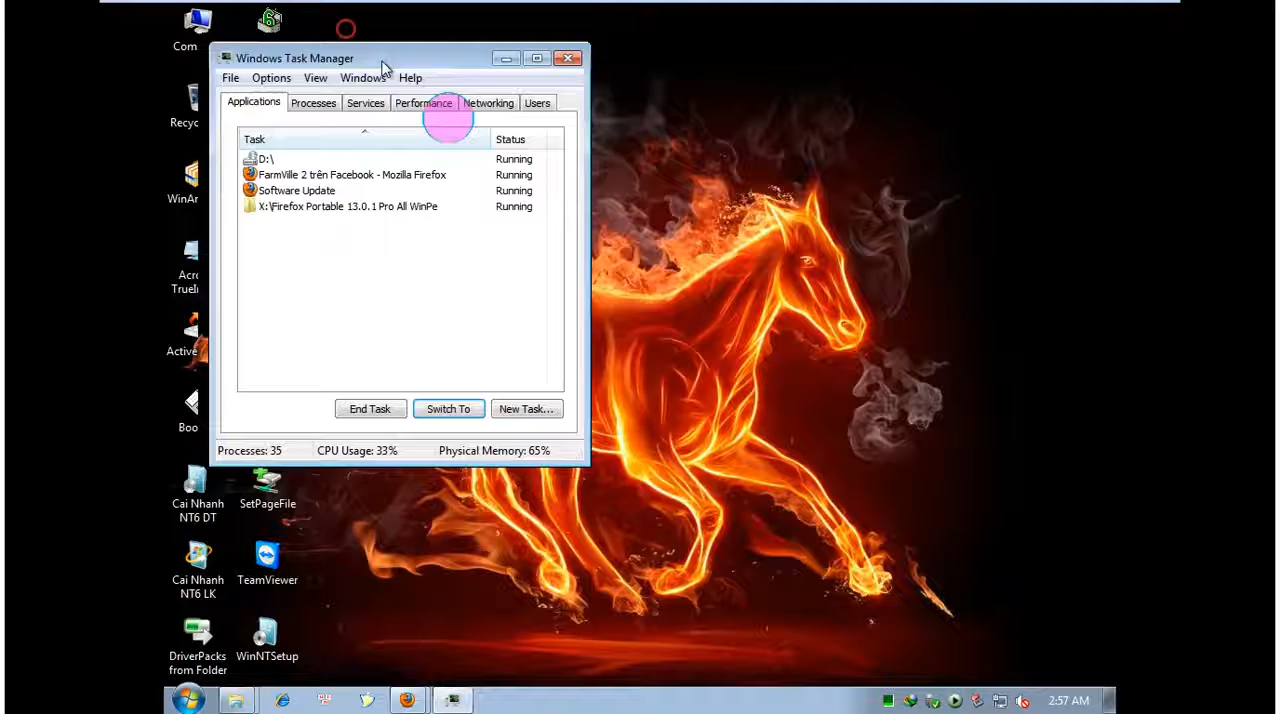 Com
Windows Task Manager
File Options View Windows Help
Recyc
Applications Processes Services Performance Networking Users
Task Status
D:\ Running
FarmVille 2 trên Facebook - Mozilla Firefox Running
Software Update Running
X:\Firefox Portable 13.0.1 Pro All WinPe Running
WinAr
Acro
TrueIn
Active
Boo
End Task Switch To New Task...
Processes: 35 CPU Usage: 33% Physical Memory: 65%
Cai Nhanh
NT6 DT
SetPageFile
Cai Nhanh
NT6 LK
TeamViewer
DriverPacks
from Folder
WinNTSetup
2:57 AM